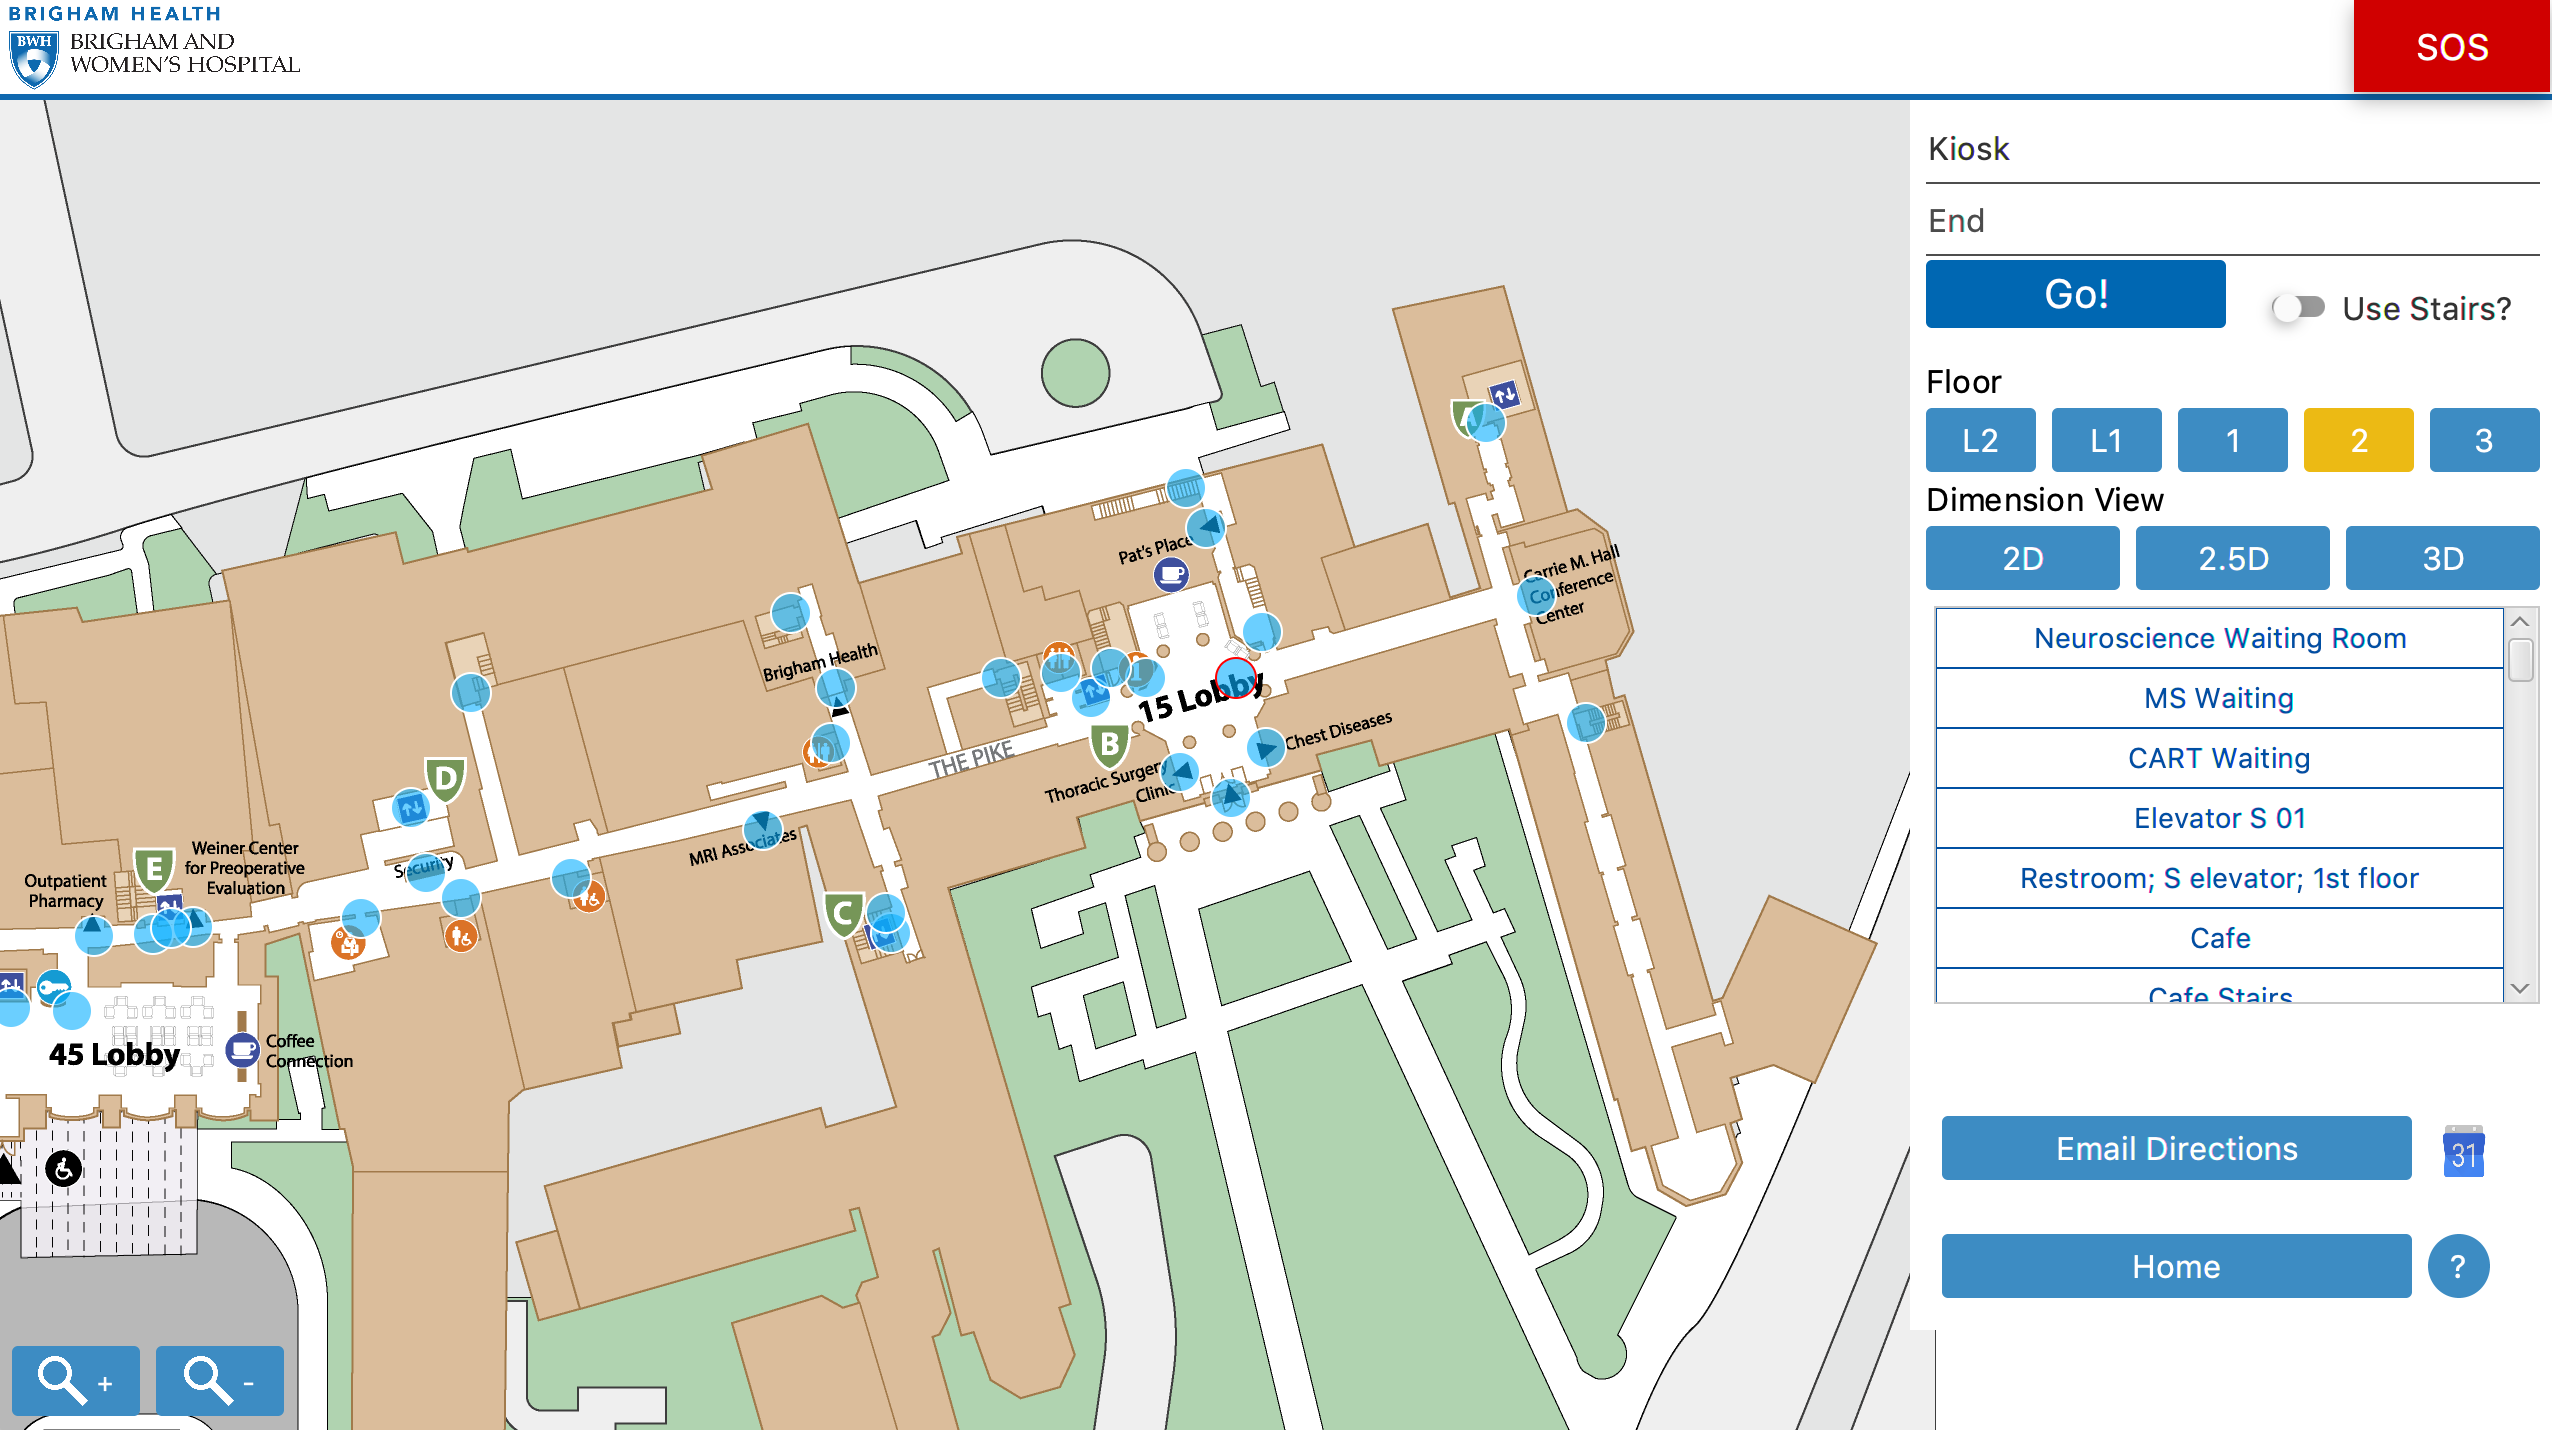 BRIGHAM HEALTH
BWH
BRIGHAM AND
WOMEN'S HOSPITAL
SOS
Kiosk
End
Go!
Use Stairs?
Floor
L2
L1
1
2
3
Dimension View
2D
2.5D
3D
Neuroscience Waiting Room
MS Waiting
CART Waiting
Elevator S 01
Restroom; S elevator; 1st floor
Cafe
Cafe Stairs
Email Directions
31
Home
?
A
Pat's Place
Carrie M. Hall
Conference
Center
Brigham Health
15 Lobby
B
THE PIKE
Chest Diseases
Thoracic Surgery
Clinic
D
MRI Associates
Security
E
Weiner Center
for Preoperative
Evaluation
Outpatient
Pharmacy
C
45 Lobby
Coffee
Connection
+
-